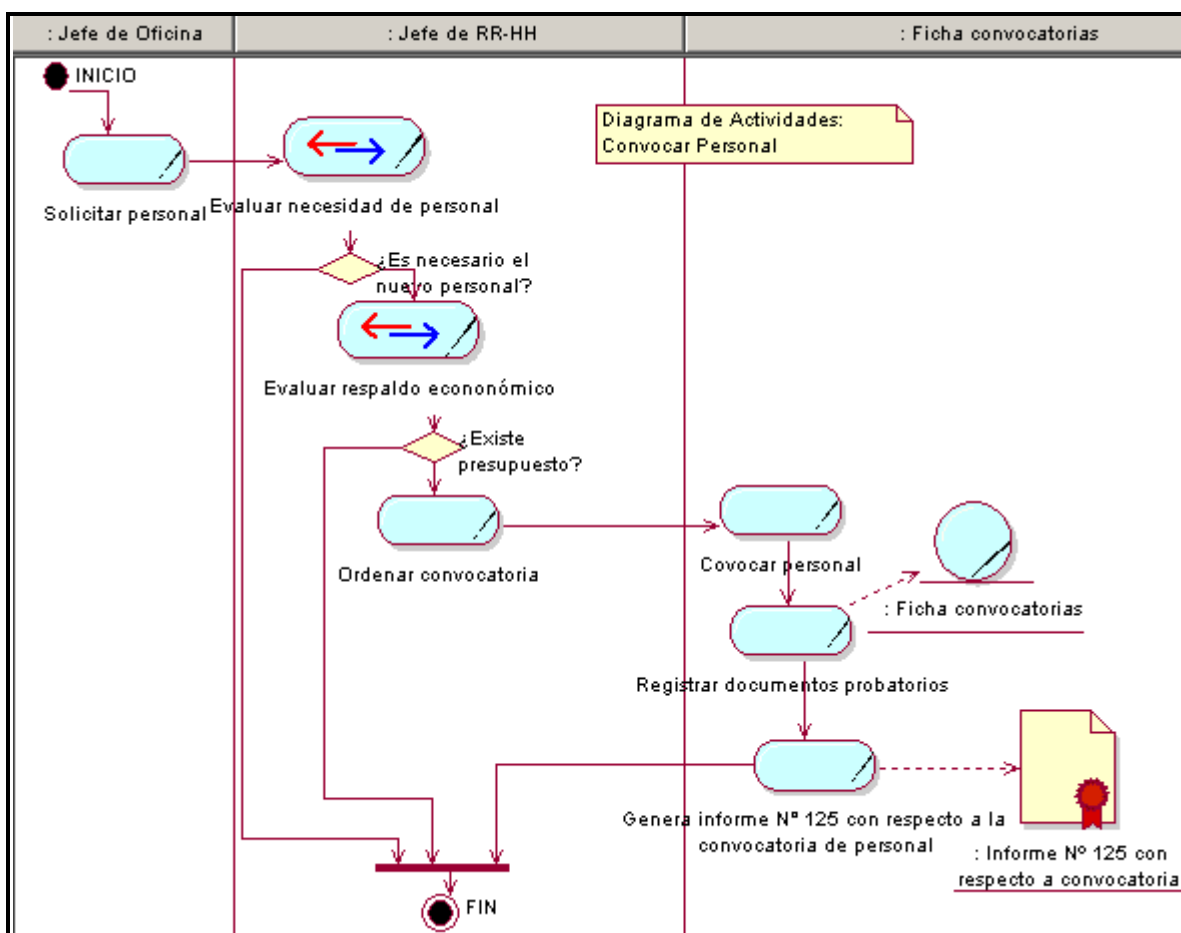 : Jefe de Oficina
: Jefe de RR-HH
: Ficha convocatorias
INICIO
Diagrama de Actividades:
Convocar Personal
Solicitar personal
Evaluar necesidad de personal
¿Es necesario el
nuevo personal?
Evaluar respaldo econonómico
¿Existe
presupuesto?
Ordenar convocatoria
Covocar personal
: Ficha convocatorias
Registrar documentos probatorios
Genera informe Nº 125 con respecto a la
convocatoria de personal
: Informe Nº 125 con
respecto a convocatoria
FIN